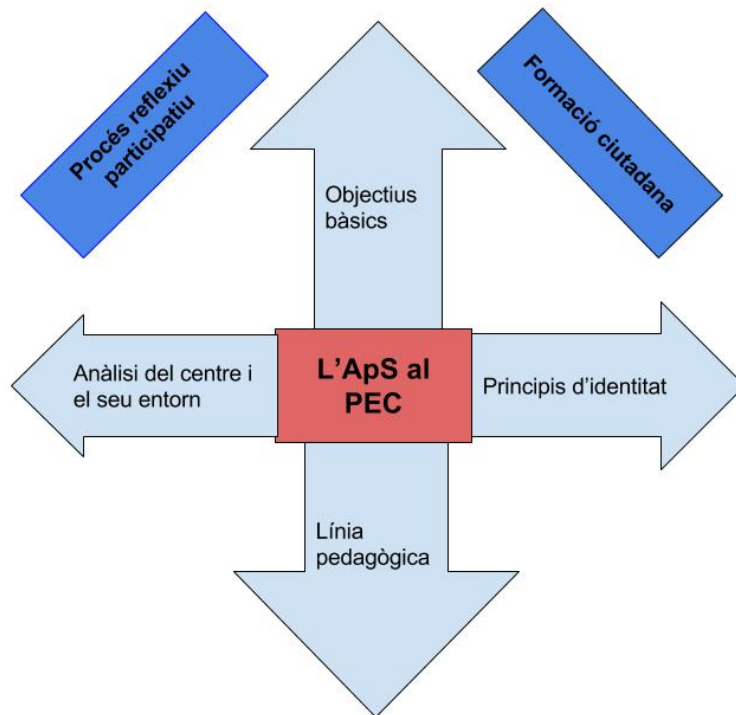 Procés reflexiu
participatiu
Formació ciutadana
Objectius
bàsics
Anàlisi del centre i
el seu entorn
L’ApS al
PEC
Principis d’identitat
Línia
pedagògica